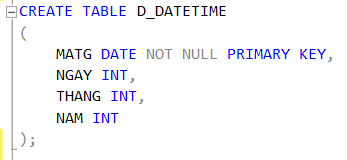 CREATE TABLE D_DATETIME
(
MATG DATE NOT NULL PRIMARY KEY,
NGAY INT,
THANG INT,
NAM INT
);